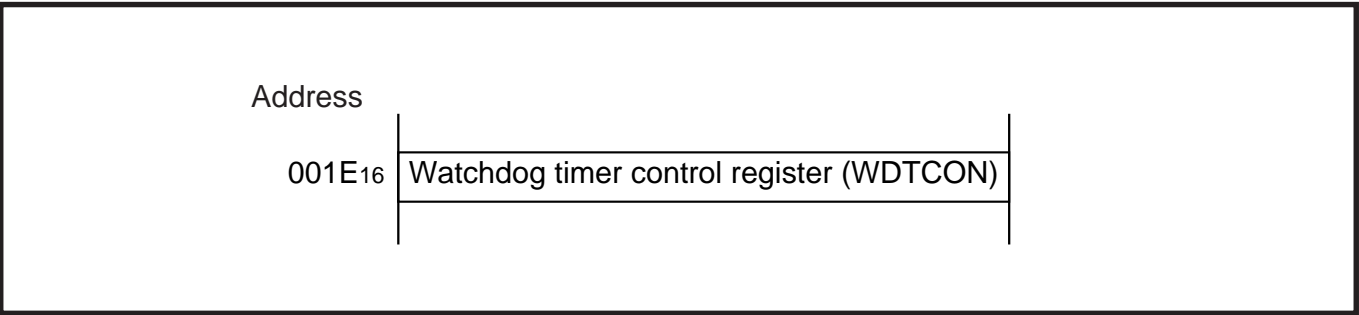 Address
001E16 Watchdog timer control register (WDTCON)